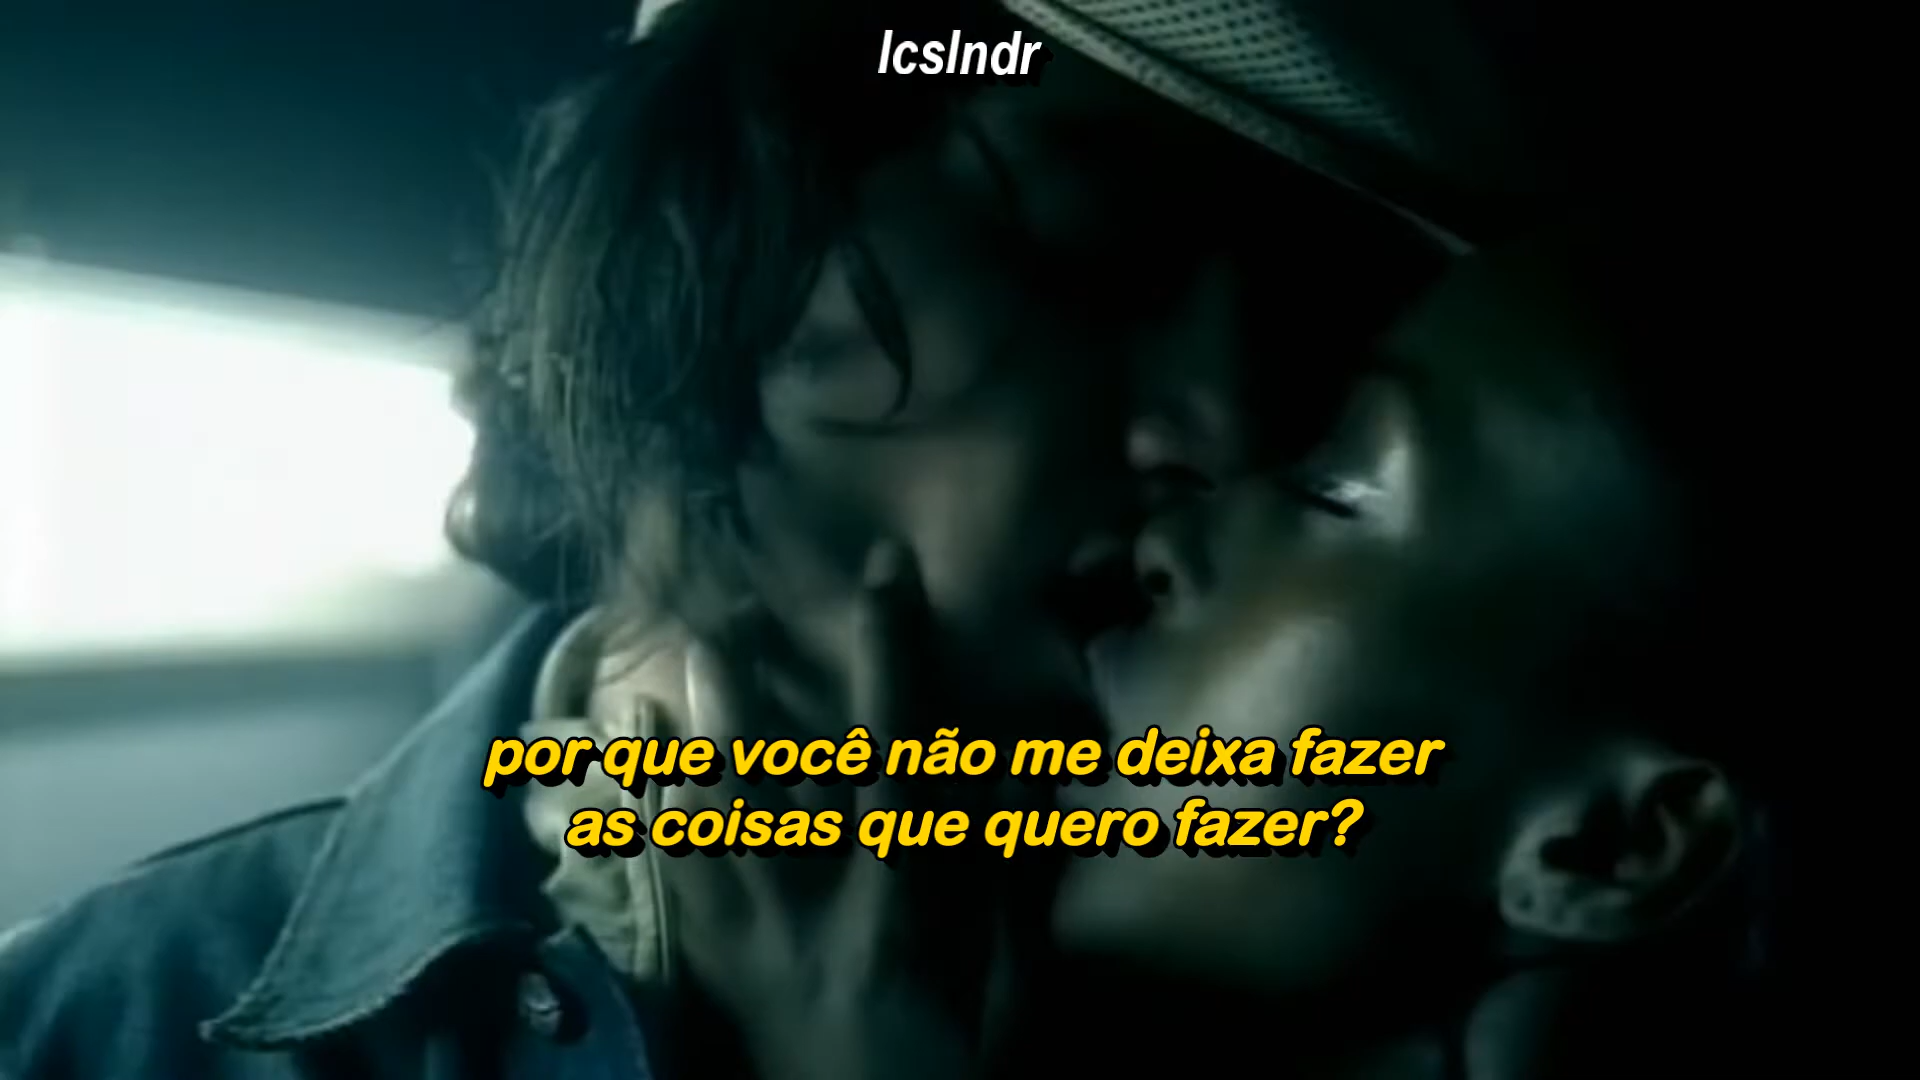 lcslndr
por que você não me deixa fazer
as coisas que quero fazer?